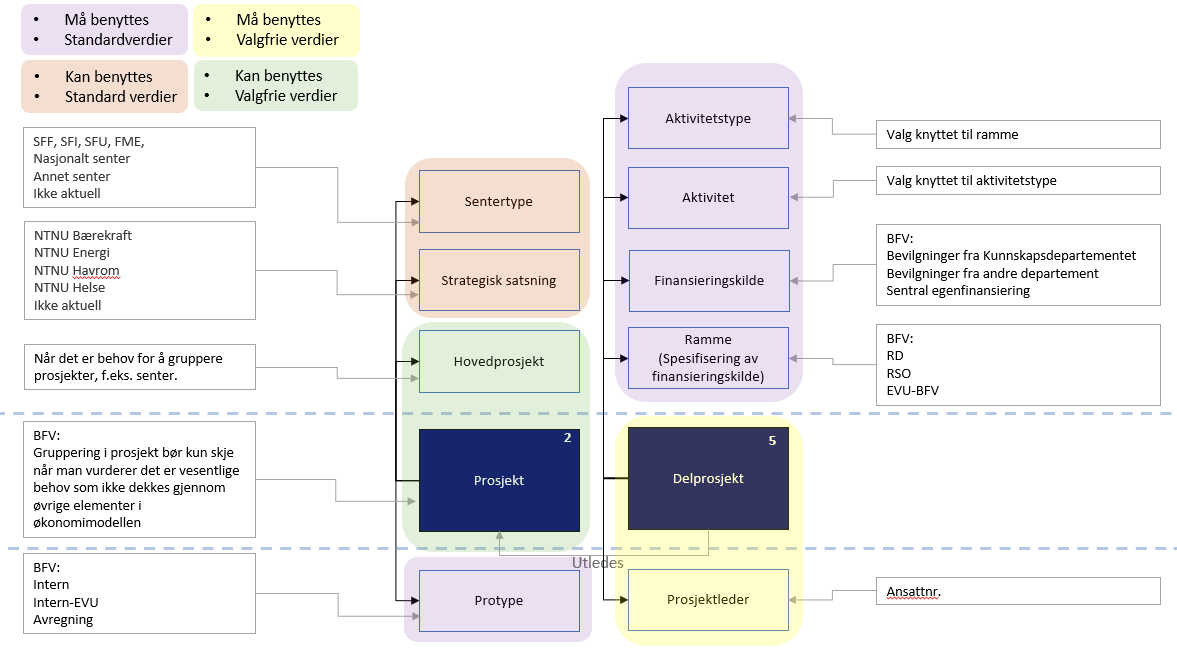 • Må benyttes
• Standardverdier
• Må benyttes
• Valgfrie verdier
• Kan benyttes
• Standard verdier
• Kan benyttes
• Valgfrie verdier
SFF, SFI, SFU, FME,
Nasjonalt senter
Annet senter
Ikke aktuell
NTNU Bærekraft
NTNU Energi
NTNU Havrom
NTNU Helse
Ikke aktuell
Når det er behov for å gruppere
prosjekter, f.eks. senter.
BFV:
Gruppering i prosjekt bør kun skje
når man vurderer det er vesentlige
behov som ikke dekkes gjennom
øvrige elementer i
økonomimodellen
BFV:
Intern
Intern-EVU
Avregning
Sentertype
Strategisk satsning
Hovedprosjekt
2
Prosjekt
Protype
Utledes
Aktivitetstype
Aktivitet
Finansieringskilde
Ramme
(Spesifisering av
finansieringskilde)
5
Delprosjekt
Prosjektleder
Valg knyttet til ramme
Valg knyttet til aktivitetstype
BFV:
Bevilgninger fra Kunnskapsdepartementet
Bevilgninger fra andre departement
Sentral egenfinansiering
BFV:
RD
RSO
EVU-BFV
Ansattnr.